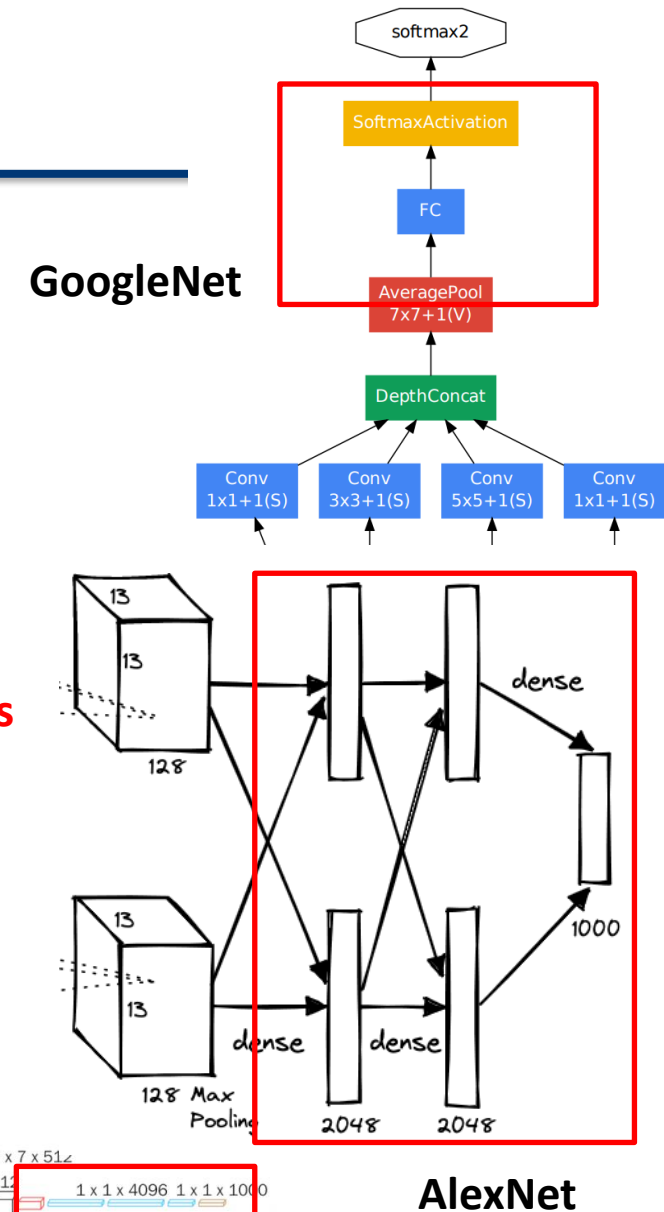 softmax2
SoftmaxActivation
FC
GoogleNet
AveragePool
7x7+1(V)
DepthConcat
Conv Conv Conv Conv
1x1+1(S) 3x3+1(S) 5x5+1(S) 1x1+1(S)
13
13
dense
s
128
13
1000
13
dense dense
128 Max
Pooling
2048 2048
x 7 x 512
12
1 x 1 x 4096 1 x 1 x 1000
AlexNet